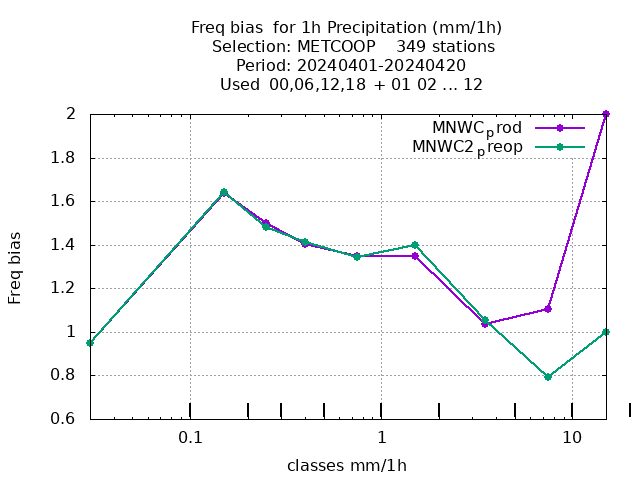 Freq bias  for 1h Precipitation (mm/1h)
Selection: METCOOP    349 stations
Period: 20240401-20240420
Used  00,06,12,18  + 01 02 ... 12
MNWCprod
MNWC2preop
2
1.8
1.6
1.4
1.2
1
0.8
0.6
Freq bias
0.1 1 10
classes mm/1h